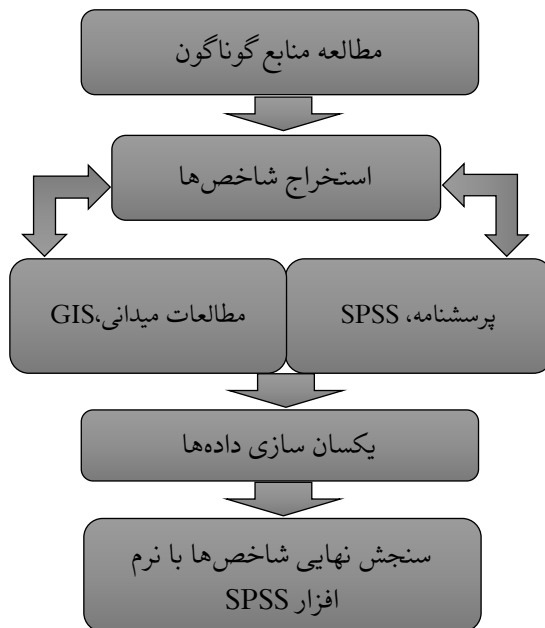 مطالعه منابع گوناگون
استخراج شاخص‌ها
پرسشنامه، SPSS
مطالعات میدانی،GIS
یکسان سازی داده‌ها
سنجش نهایی شاخص‌ها با نرم
افزار SPSS